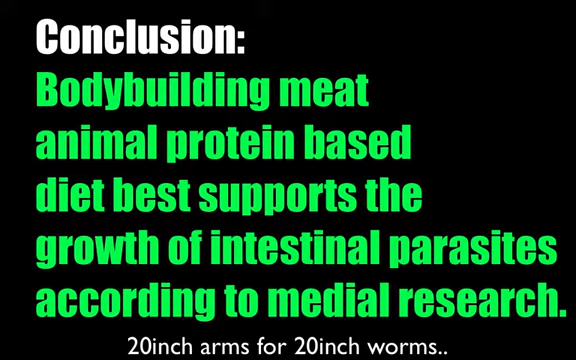 Conclusion:
Bodybuilding meat
animal protein based
diet best supports the
growth of intestinal parasites
according to medial research.
20inch arms for 20inch worms..